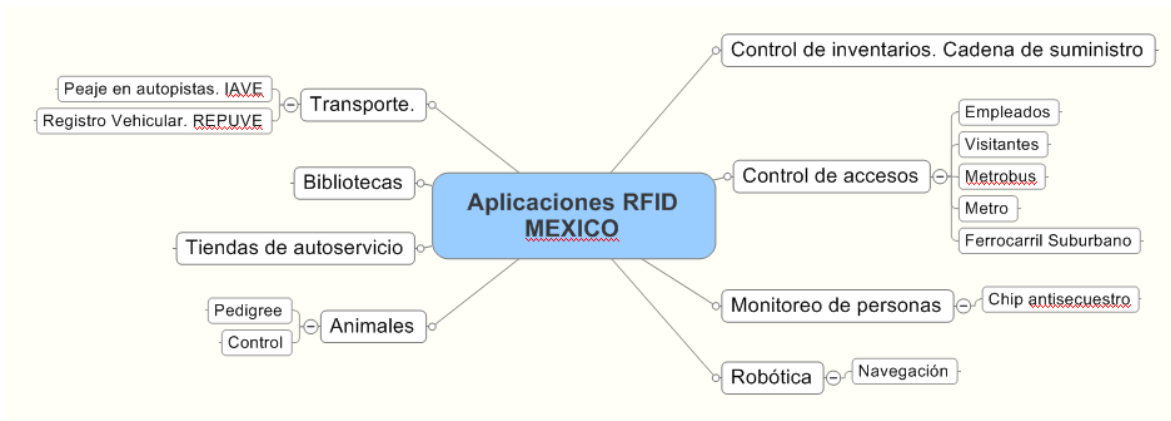 Aplicaciones RFID
MEXICO
Control de inventarios. Cadena de suministro
Control de accesos
Empleados
Visitantes
Metrobus
Metro
Ferrocarril Suburbano
Monitoreo de personas
Chip antisecuestro
Robótica
Navegación
Transporte.
Peaje en autopistas. IAVE
Registro Vehicular. REPUVE
Bibliotecas
Tiendas de autoservicio
Animales
Pedigree
Control